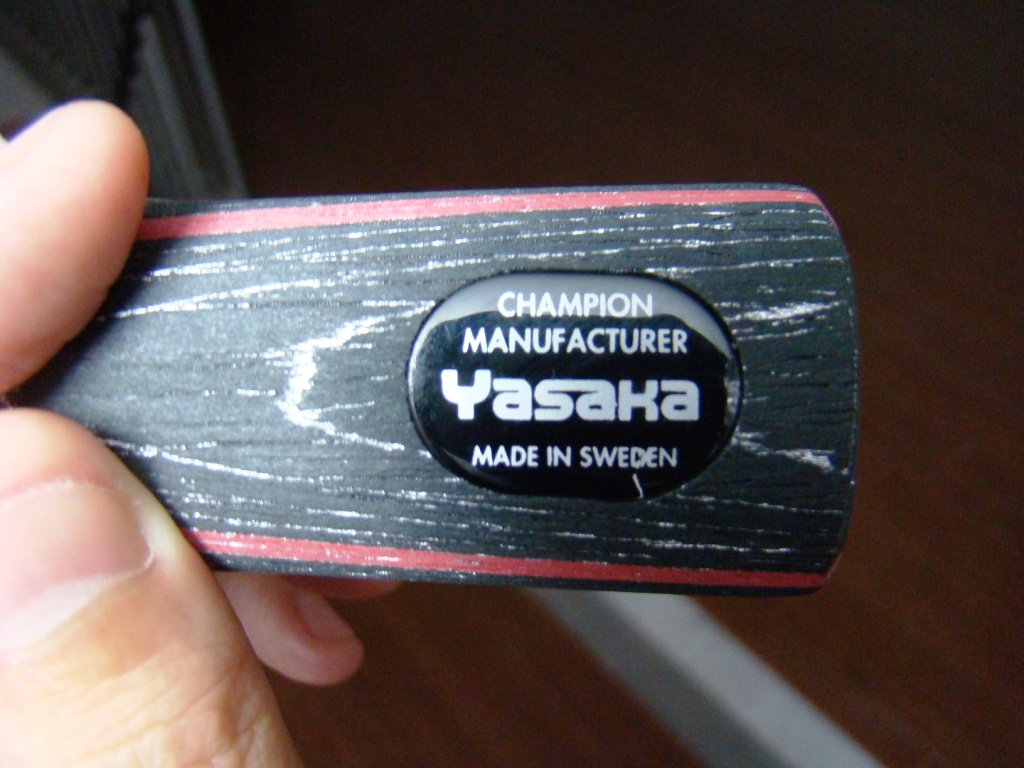 CHAMPION
MANUFACTURER
Yasaka
MADE IN SWEDEN